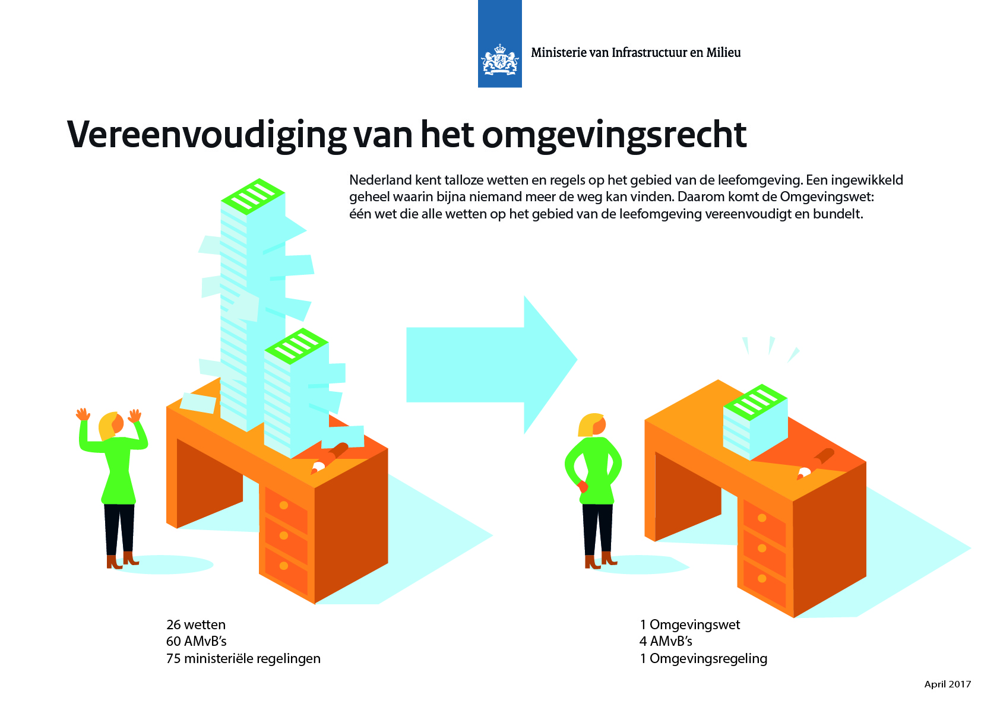 Ministerie van Infrastructuur en Milieu
Vereenvoudiging van het omgevingsrecht
Nederland kent talloze wetten en regels op het gebied van de leefomgeving. Een ingewikkeld
geheel waarin bijna niemand meer de weg kan vinden. Daarom komt de Omgevingswet:
één wet die alle wetten op het gebied van de leefomgeving vereenvoudigt en bundelt.
26 wetten
60 AMvB’s
75 ministeriële regelingen
1 Omgevingswet
4 AMvB’s
1 Omgevingsregeling
April 2017